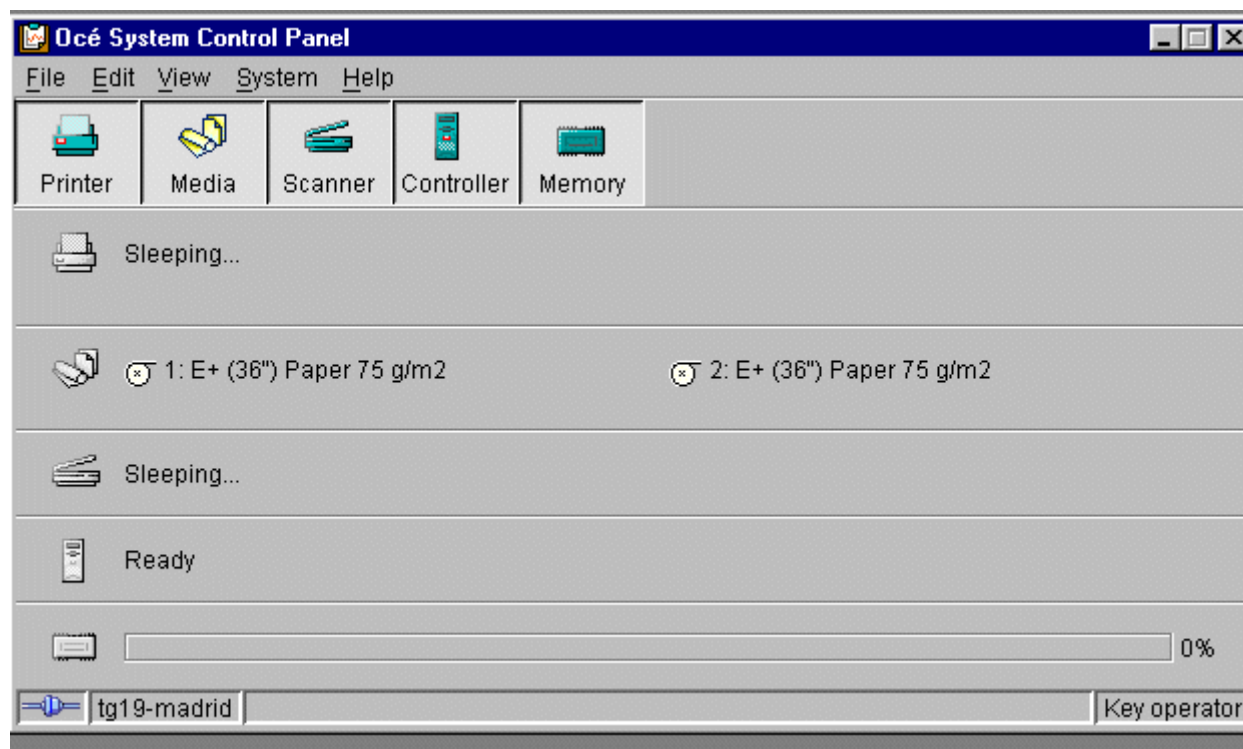 Océ System Control Panel
File Edit View System Help
Printer Media Scanner Controller Memory
Sleeping...
1: E+ (36") Paper 75 g/m2 2: E+ (36") Paper 75 g/m2
Sleeping...
Ready
0%
tg19-madrid Key operator